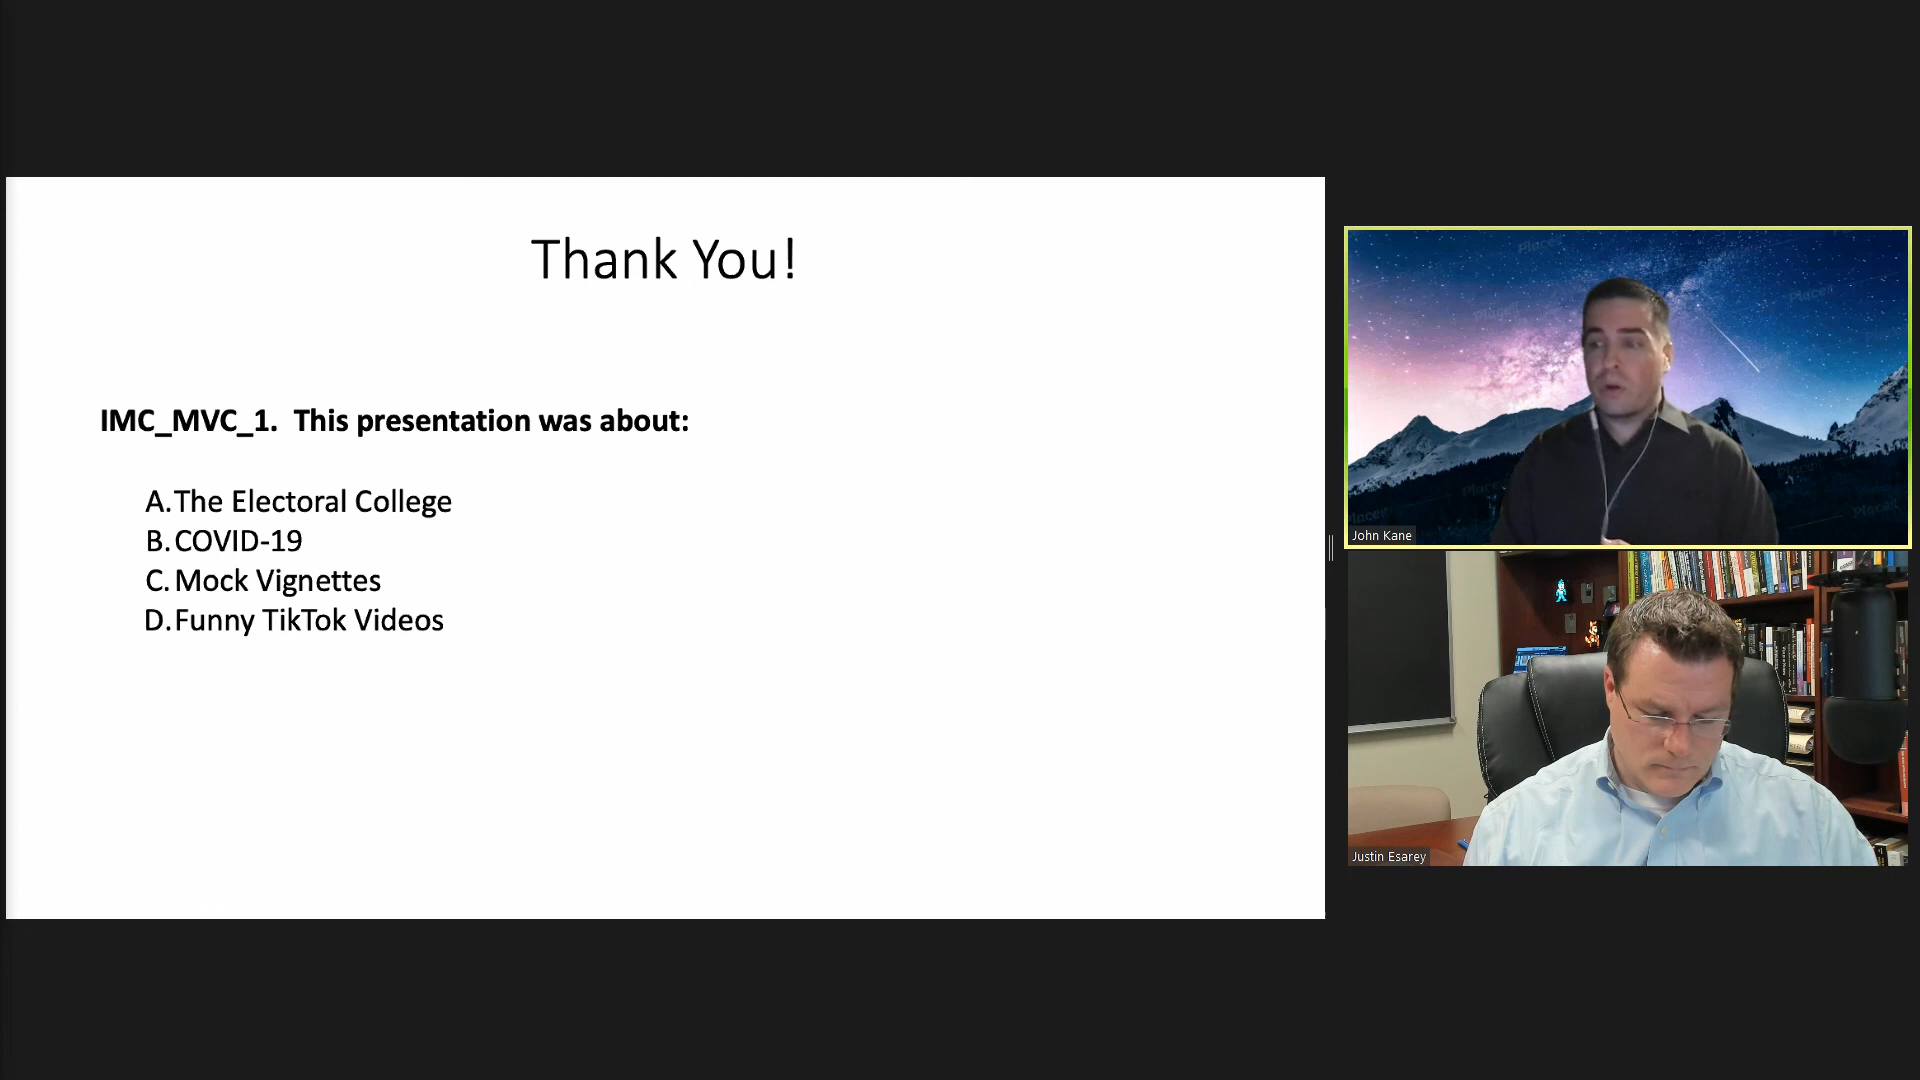 Thank You!
IMC_MVC_1. This presentation was about:
A. The Electoral College
B. COVID-19
C. Mock Vignettes
D. Funny TikTok Videos
John Kane
Justin Esarey